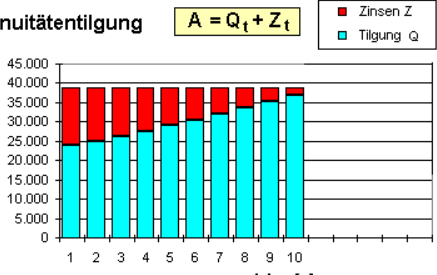 nuitätentilgung
A = Qt + Zt
Zinsen Z
Tilgung Q
45.000
40.000
35.000
30.000
25.000
20.000
15.000
10.000
5.000
0
1 2 3 4 5 6 7 8 9 10